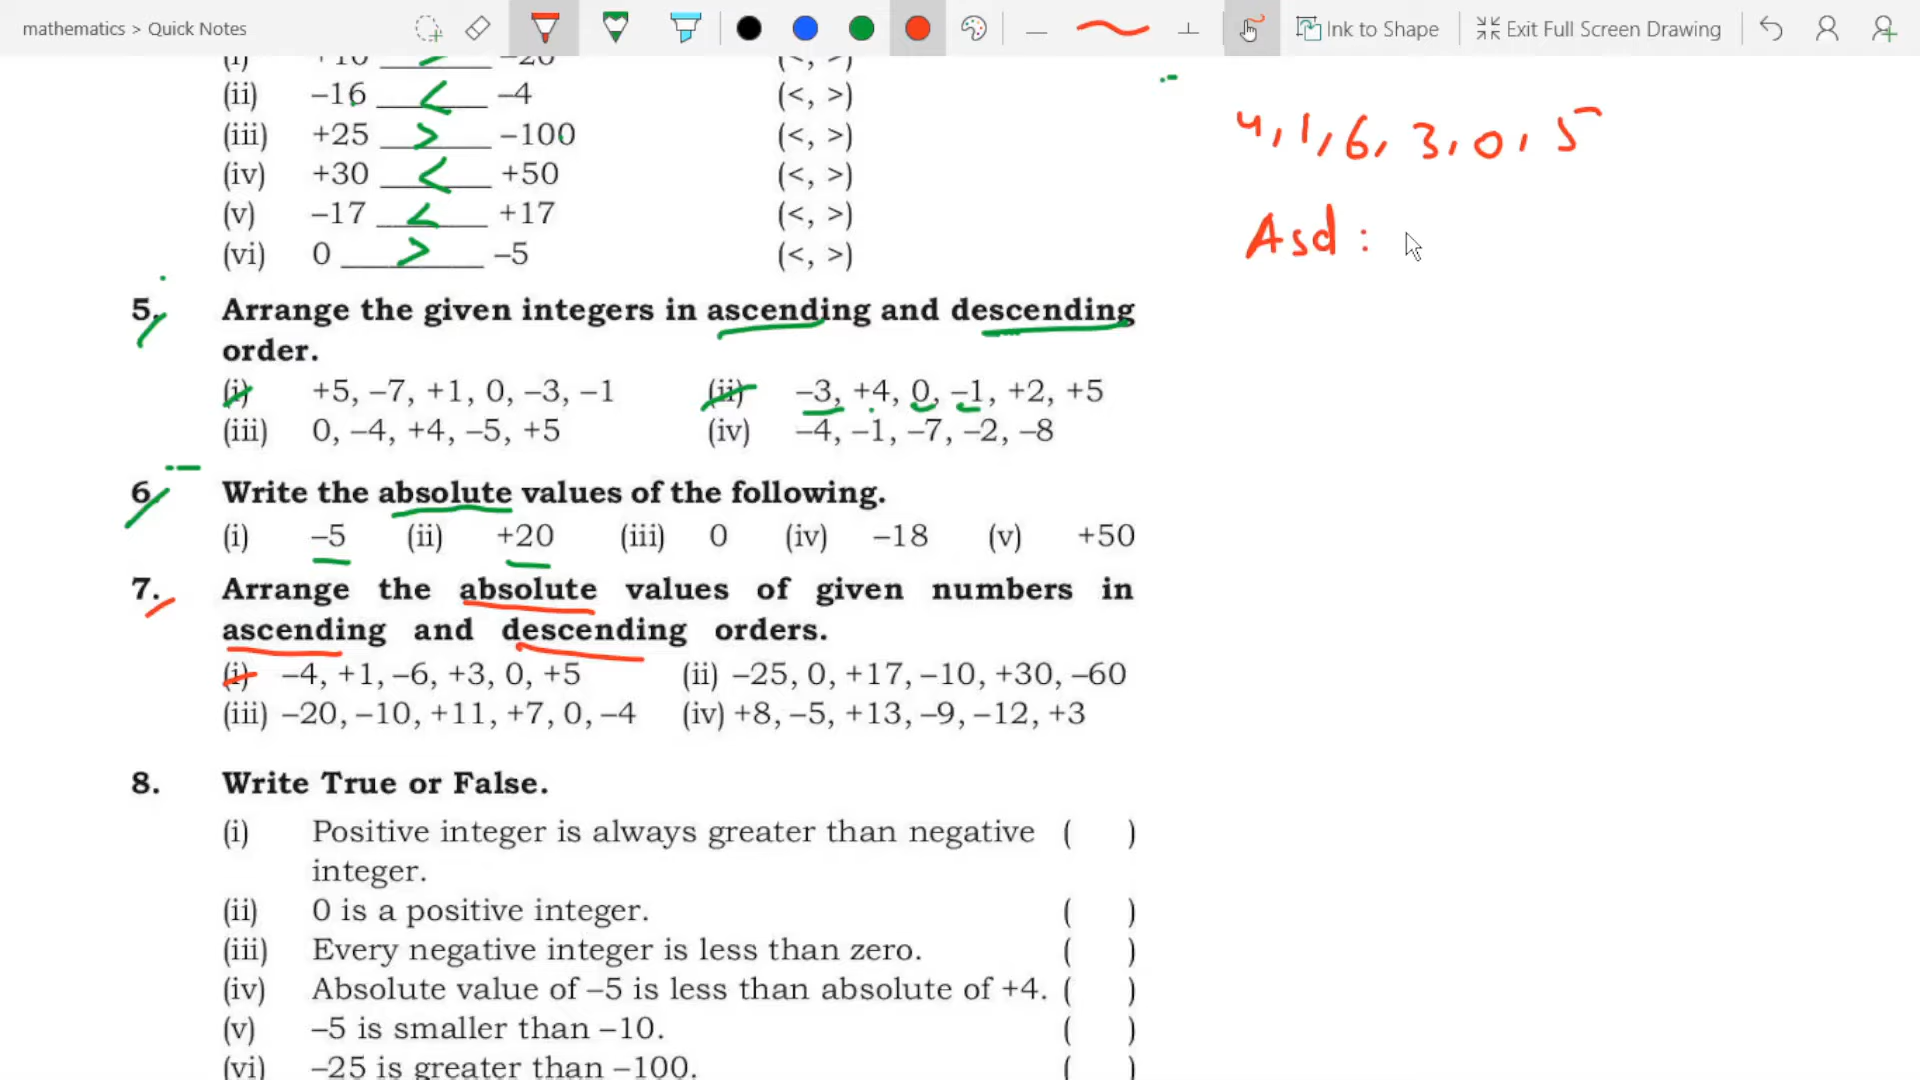 mathematics > Quick Notes
Ink to Shape
Exit Full Screen Drawing
(i) +10 > –20 (<, >)
(ii) –16 < –4 (<, >)
(iii) +25 > –100 (<, >)
(iv) +30 < +50 (<, >)
(v) –17 < +17 (<, >)
(vi) 0 > –5 (<, >)
4, 1, 6, 3, 0, 5
Asd :
5. Arrange the given integers in ascending and descending
order.
(i) +5, –7, +1, 0, –3, –1 (ii) –3, +4, 0, –1, +2, +5
(iii) 0, –4, +4, –5, +5 (iv) –4, –1, –7, –2, –8
6. Write the absolute values of the following.
(i) –5 (ii) +20 (iii) 0 (iv) –18 (v) +50
7. Arrange the absolute values of given numbers in
ascending and descending orders.
(i) –4, +1, –6, +3, 0, +5 (ii) –25, 0, +17, –10, +30, –60
(iii) –20, –10, +11, +7, 0, –4 (iv) +8, –5, +13, –9, –12, +3
8. Write True or False.
(i) Positive integer is always greater than negative ( )
integer.
(ii) 0 is a positive integer. ( )
(iii) Every negative integer is less than zero. ( )
(iv) Absolute value of –5 is less than absolute of +4. ( )
(v) –5 is smaller than –10. ( )
(vi) –25 is greater than –100. ( )